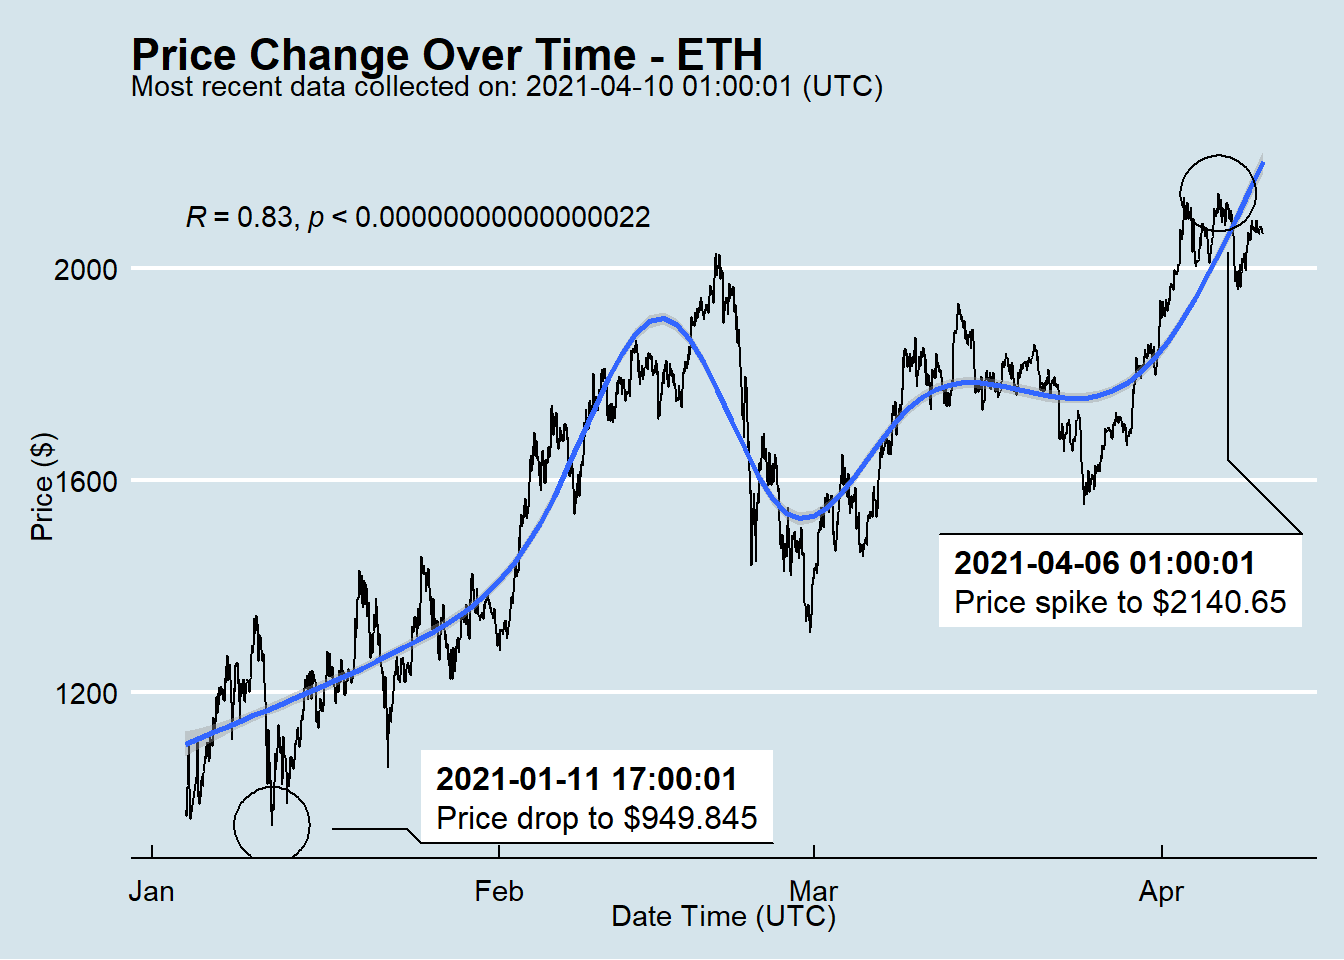 Price Change Over Time - ETH
Most recent data collected on: 2021-04-10 01:00:01 (UTC)
R = 0.83, p < 0.00000000000000022
2000
1600
1200
Price ($)
2021-04-06 01:00:01
Price spike to $2140.65
2021-01-11 17:00:01
Price drop to $949.845
Jan Feb Mar Apr
Date Time (UTC)